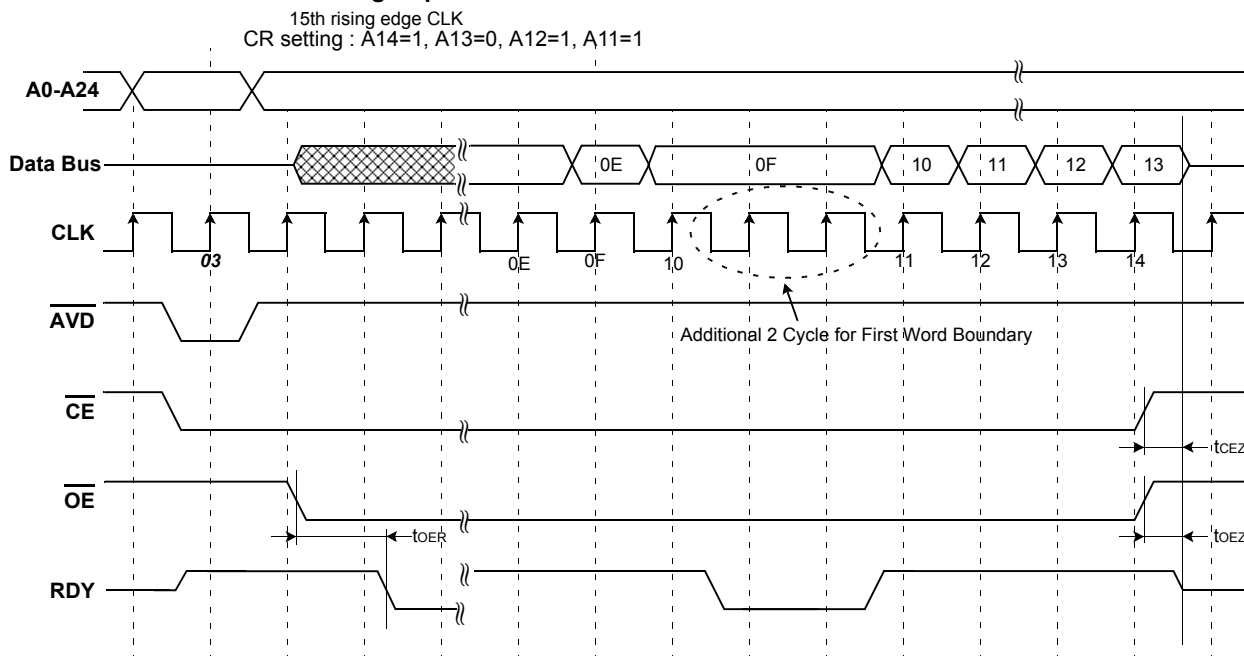 15th rising edge CLK
CR setting : A14=1, A13=0, A12=1, A11=1
A0-A24
Data Bus
0E 0F 10 11 12 13
CLK
03 0E 0F 10 11 12 13 14
AVD
Additional 2 Cycle for First Word Boundary
CE
tCEZ
OE
tOER
tOEZ
RDY